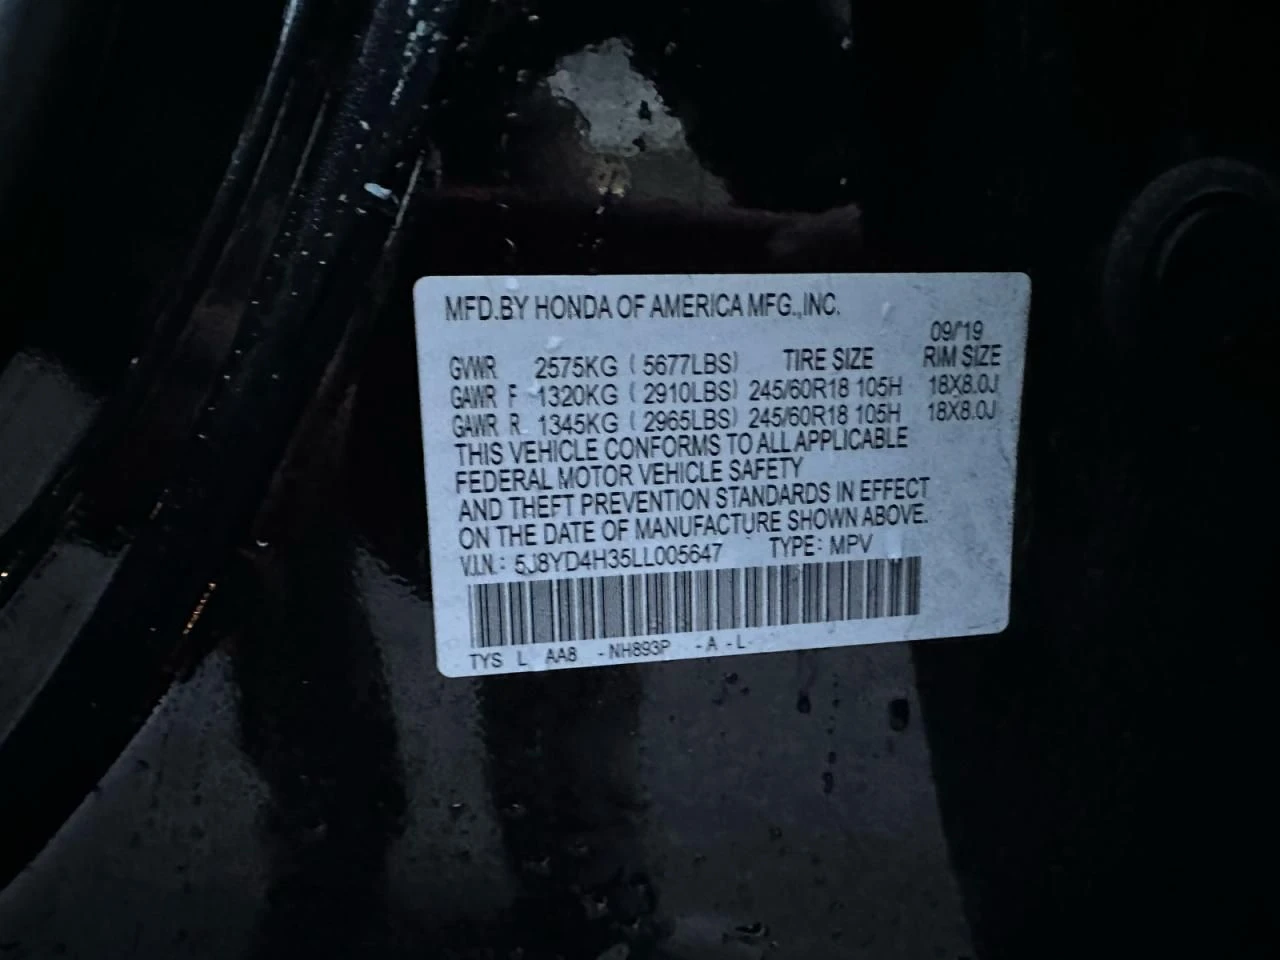 MFD.BY HONDA OF AMERICA MFG.,INC.
09/'19
GVWR 2575KG ( 5677LBS) TIRE SIZE RIM SIZE
GAWR F 1320KG ( 2910LBS) 245/60R18 105H 18X8.0J
GAWR R 1345KG ( 2965LBS) 245/60R18 105H 18X8.0J
THIS VEHICLE CONFORMS TO ALL APPLICABLE
FEDERAL MOTOR VEHICLE SAFETY
AND THEFT PREVENTION STANDARDS IN EFFECT
ON THE DATE OF MANUFACTURE SHOWN ABOVE.
V.I.N.: 5J8YD4H35LL005647 TYPE: MPV
TYS L AA8 -NH893P -A -L